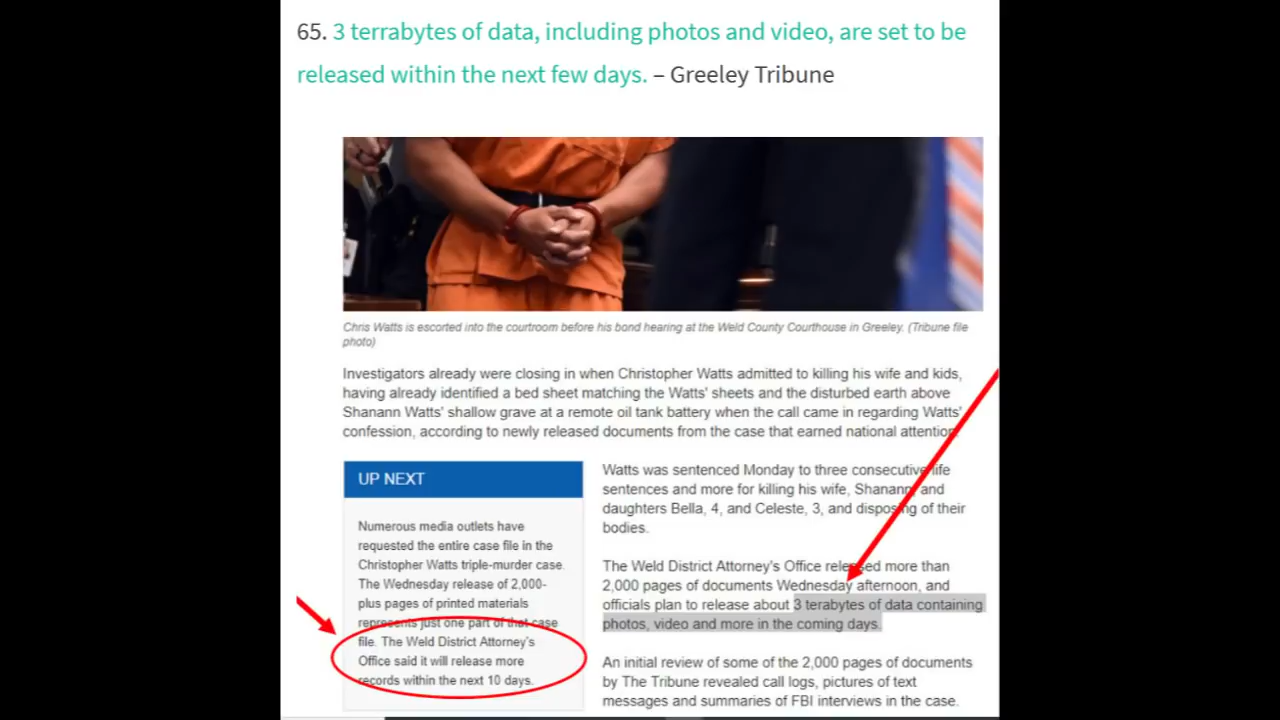 65. 3 terrabytes of data, including photos and video, are set to be
released within the next few days. – Greeley Tribune
Chris Watts is escorted into the courtroom before his bond hearing at the Weld County Courthouse in Greeley. (Tribune file
photo)
Investigators already were closing in when Christopher Watts admitted to killing his wife and kids,
having already identified a bed sheet matching the Watts' sheets and the disturbed earth above
Shanann Watts' shallow grave at a remote oil tank battery when the call came in regarding Watts'
confession, according to newly released documents from the case that earned national attention.
UP NEXT
Numerous media outlets have
requested the entire case file in the
Christopher Watts triple-murder case.
The Wednesday release of 2,000-
plus pages of printed materials
represents just one part of that case
file. The Weld District Attorney's
Office said it will release more
records within the next 10 days.
Watts was sentenced Monday to three consecutive life
sentences and more for killing his wife, Shanann, and
daughters Bella, 4, and Celeste, 3, and disposing of their
bodies.
The Weld District Attorney's Office released more than
2,000 pages of documents Wednesday afternoon, and
officials plan to release about 3 terabytes of data containing
photos, video and more in the coming days.
An initial review of some of the 2,000 pages of documents
by The Tribune revealed call logs, pictures of text
messages and summaries of FBI interviews in the case.